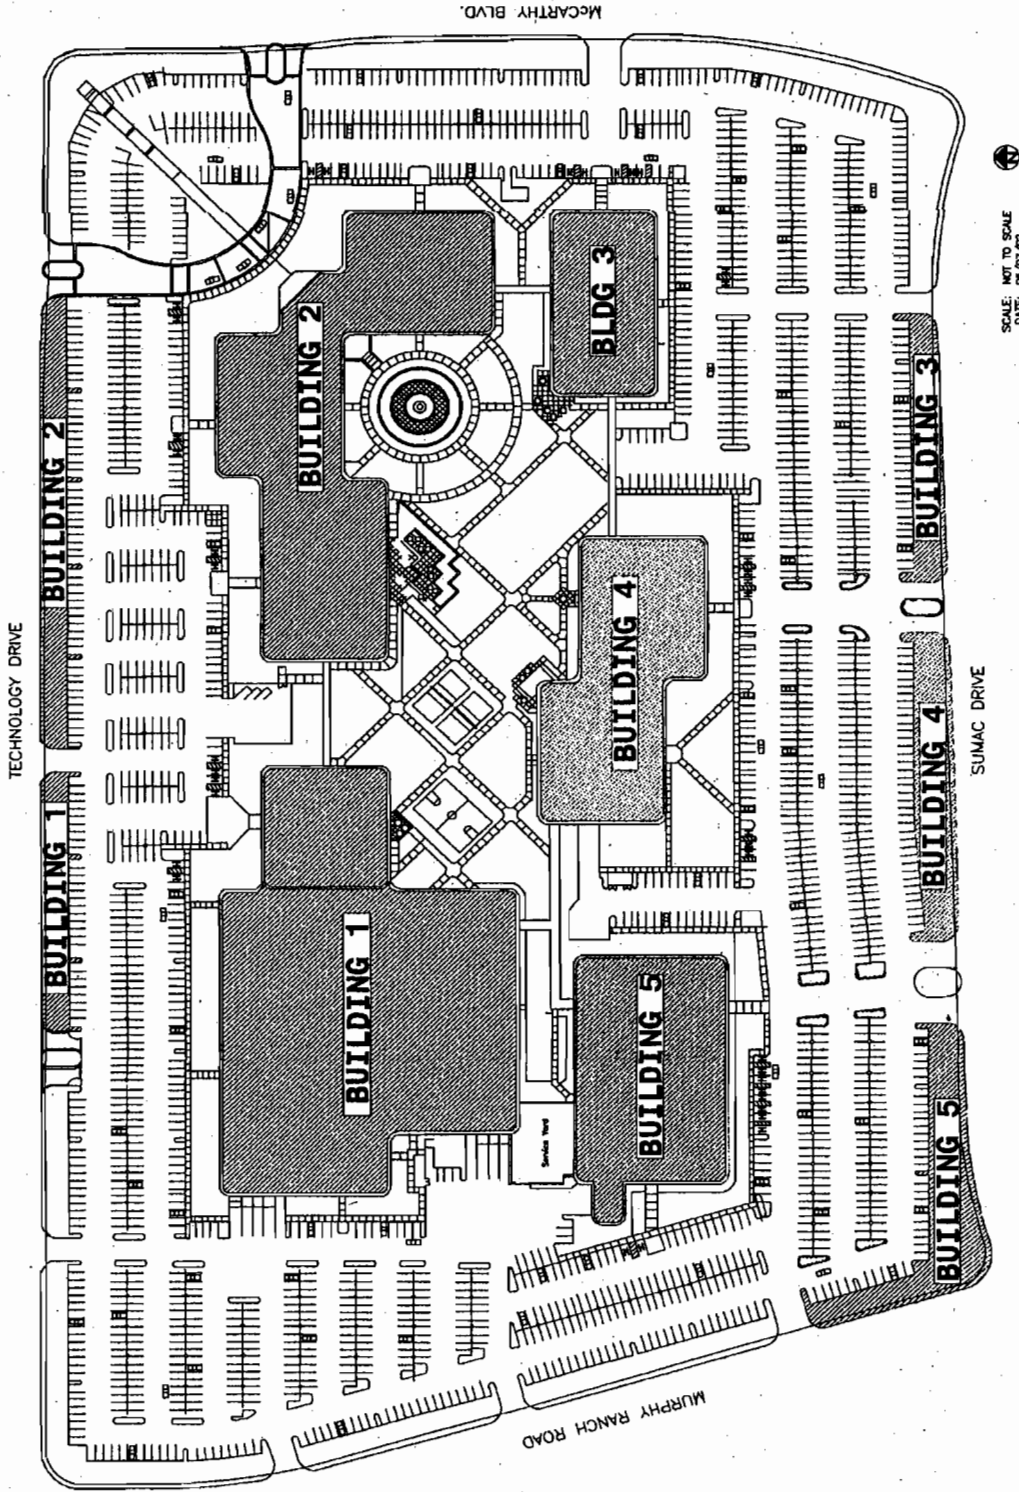 McCARTHY BLVD.
TECHNOLOGY DRIVE
BUILDING 2
BUILDING 1
BUILDING 2
BLDG 3
BUILDING 4
BUILDING 1
BUILDING 5
Service Yard
BUILDING 3
BUILDING 4
BUILDING 5
SUMAC DRIVE
MURPHY RANCH ROAD
N
SCALE: NOT TO SCALE
DATE: